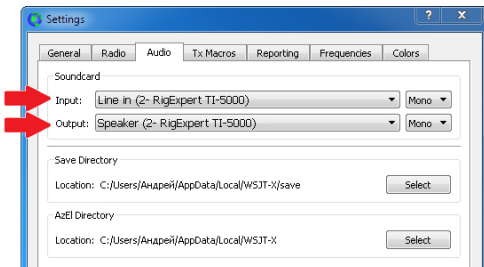 Settings
General Radio Audio Tx Macros Reporting Frequencies Colors
Soundcard
Input: Line in (2- RigExpert TI-5000) Mono
Output: Speaker (2- RigExpert TI-5000) Mono
Save Directory
Location: C:/Users/Андрей/AppData/Local/WSJT-X/save Select
AzEl Directory
Location: C:/Users/Андрей/AppData/Local/WSJT-X Select